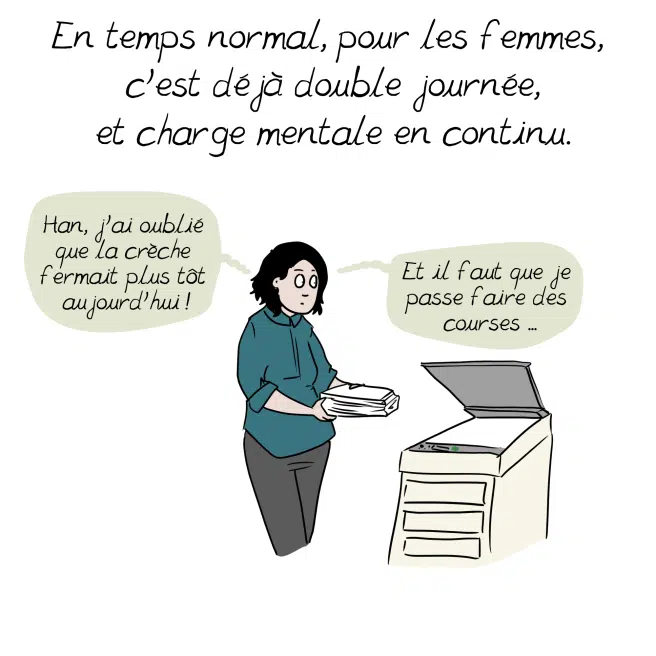 En temps normal, pour les femmes,
c'est déjà double journée,
et charge mentale en continu.
Han, j'ai oublié
que la crèche
fermait plus tôt
aujourd'hui !
Et il faut que je
passe faire des
courses ...